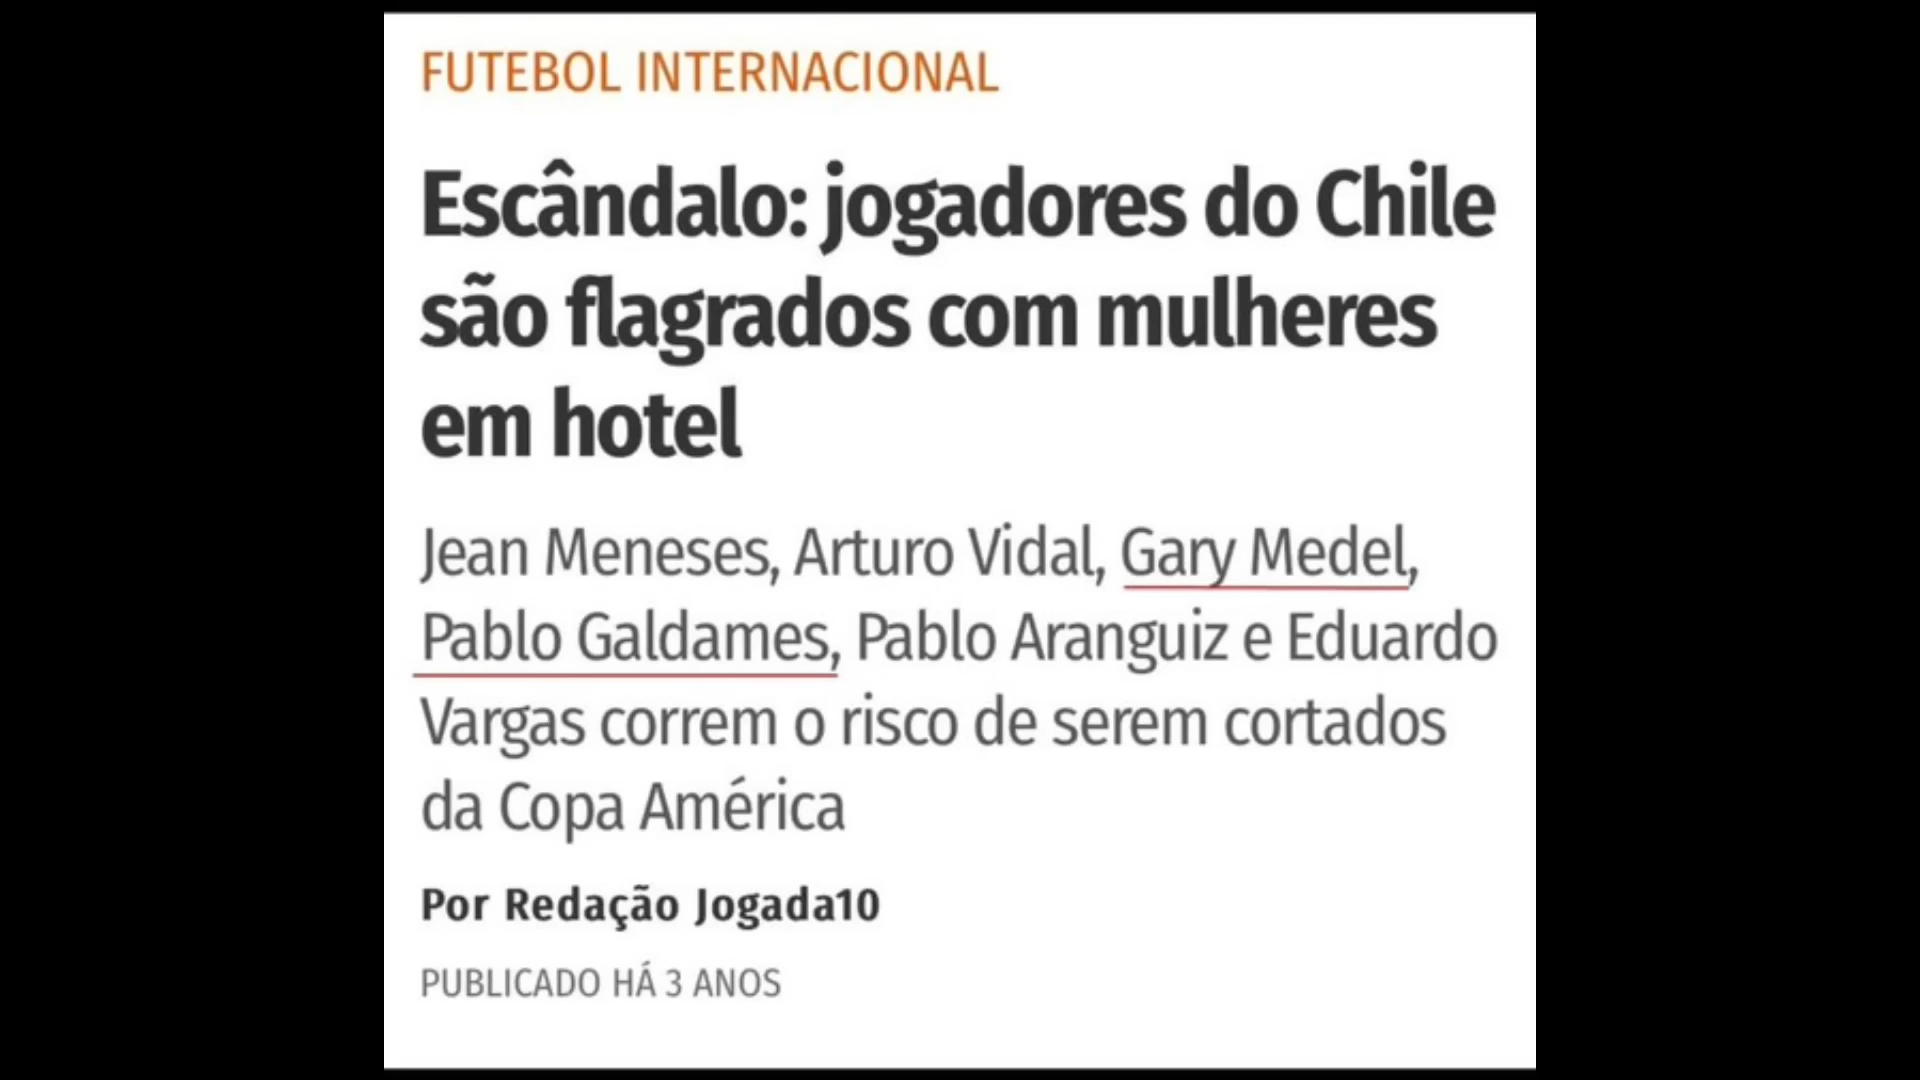 FUTEBOL INTERNACIONAL
Escândalo: jogadores do Chile
são flagrados com mulheres
em hotel
Jean Meneses, Arturo Vidal, Gary Medel,
Pablo Galdames, Pablo Aranguiz e Eduardo
Vargas correm o risco de serem cortados
da Copa América
Por Redação Jogada10
PUBLICADO HÁ 3 ANOS